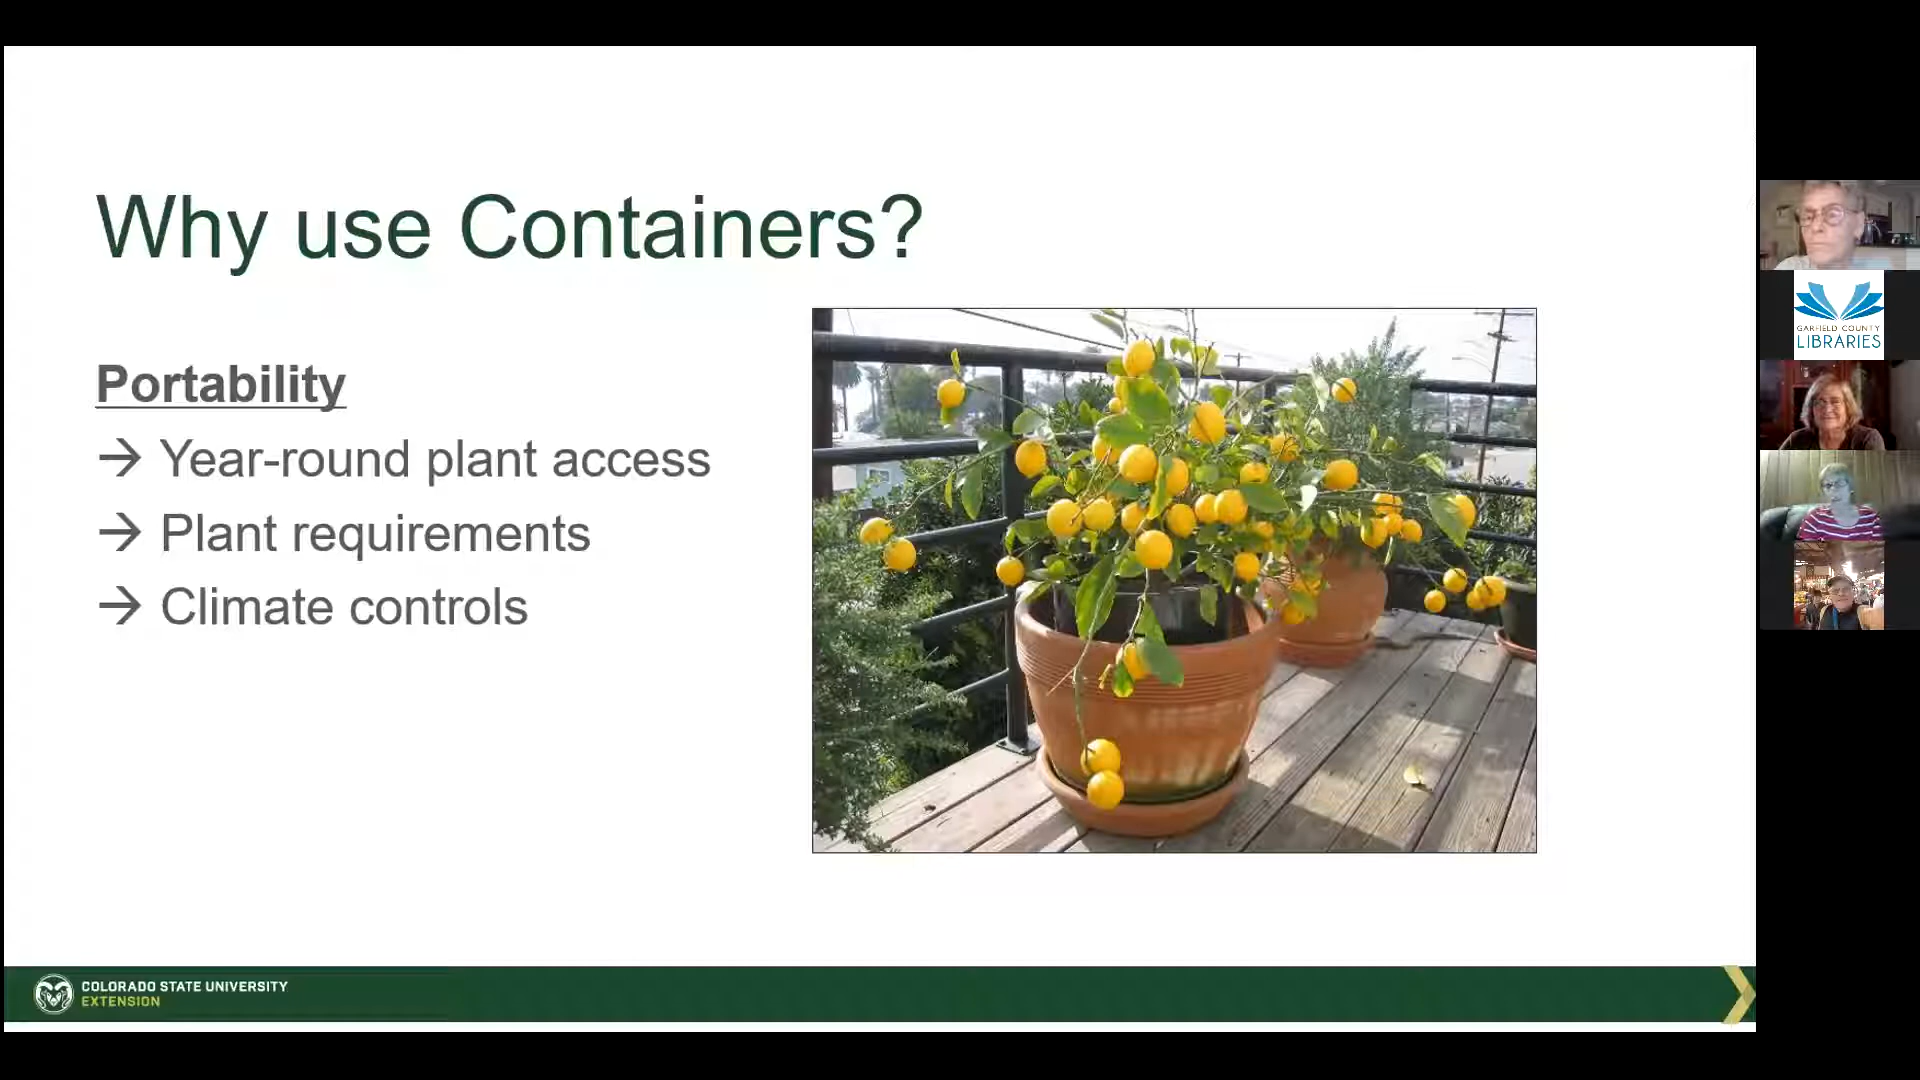 Why use Containers?
Portability
→ Year-round plant access
→ Plant requirements
→ Climate controls
COLORADO STATE UNIVERSITY
EXTENSION
GARFIELD COUNTY
LIBRARIES